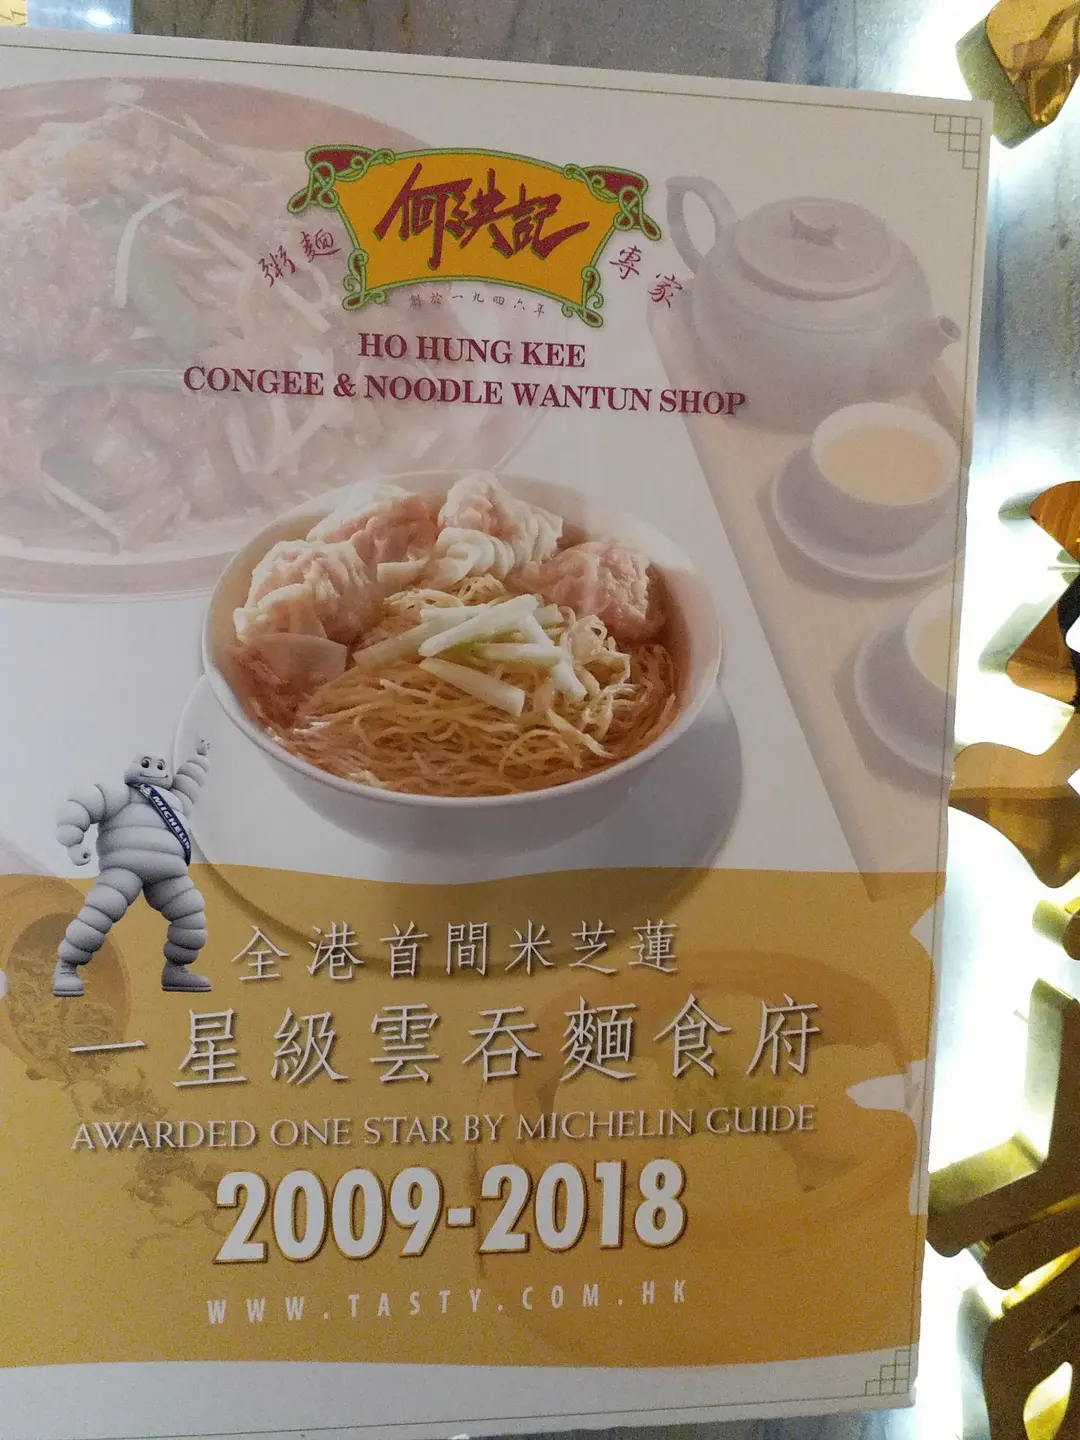 何洪記
粥麵
專家
創於一九四六年
HO HUNG KEE
CONGEE & NOODLE WANTUN SHOP
MICHELIN
全港首間米芝蓮
一星級雲吞麵食府
AWARDED ONE STAR BY MICHELIN GUIDE
2009-2018
WWW.TASTY.COM.HK